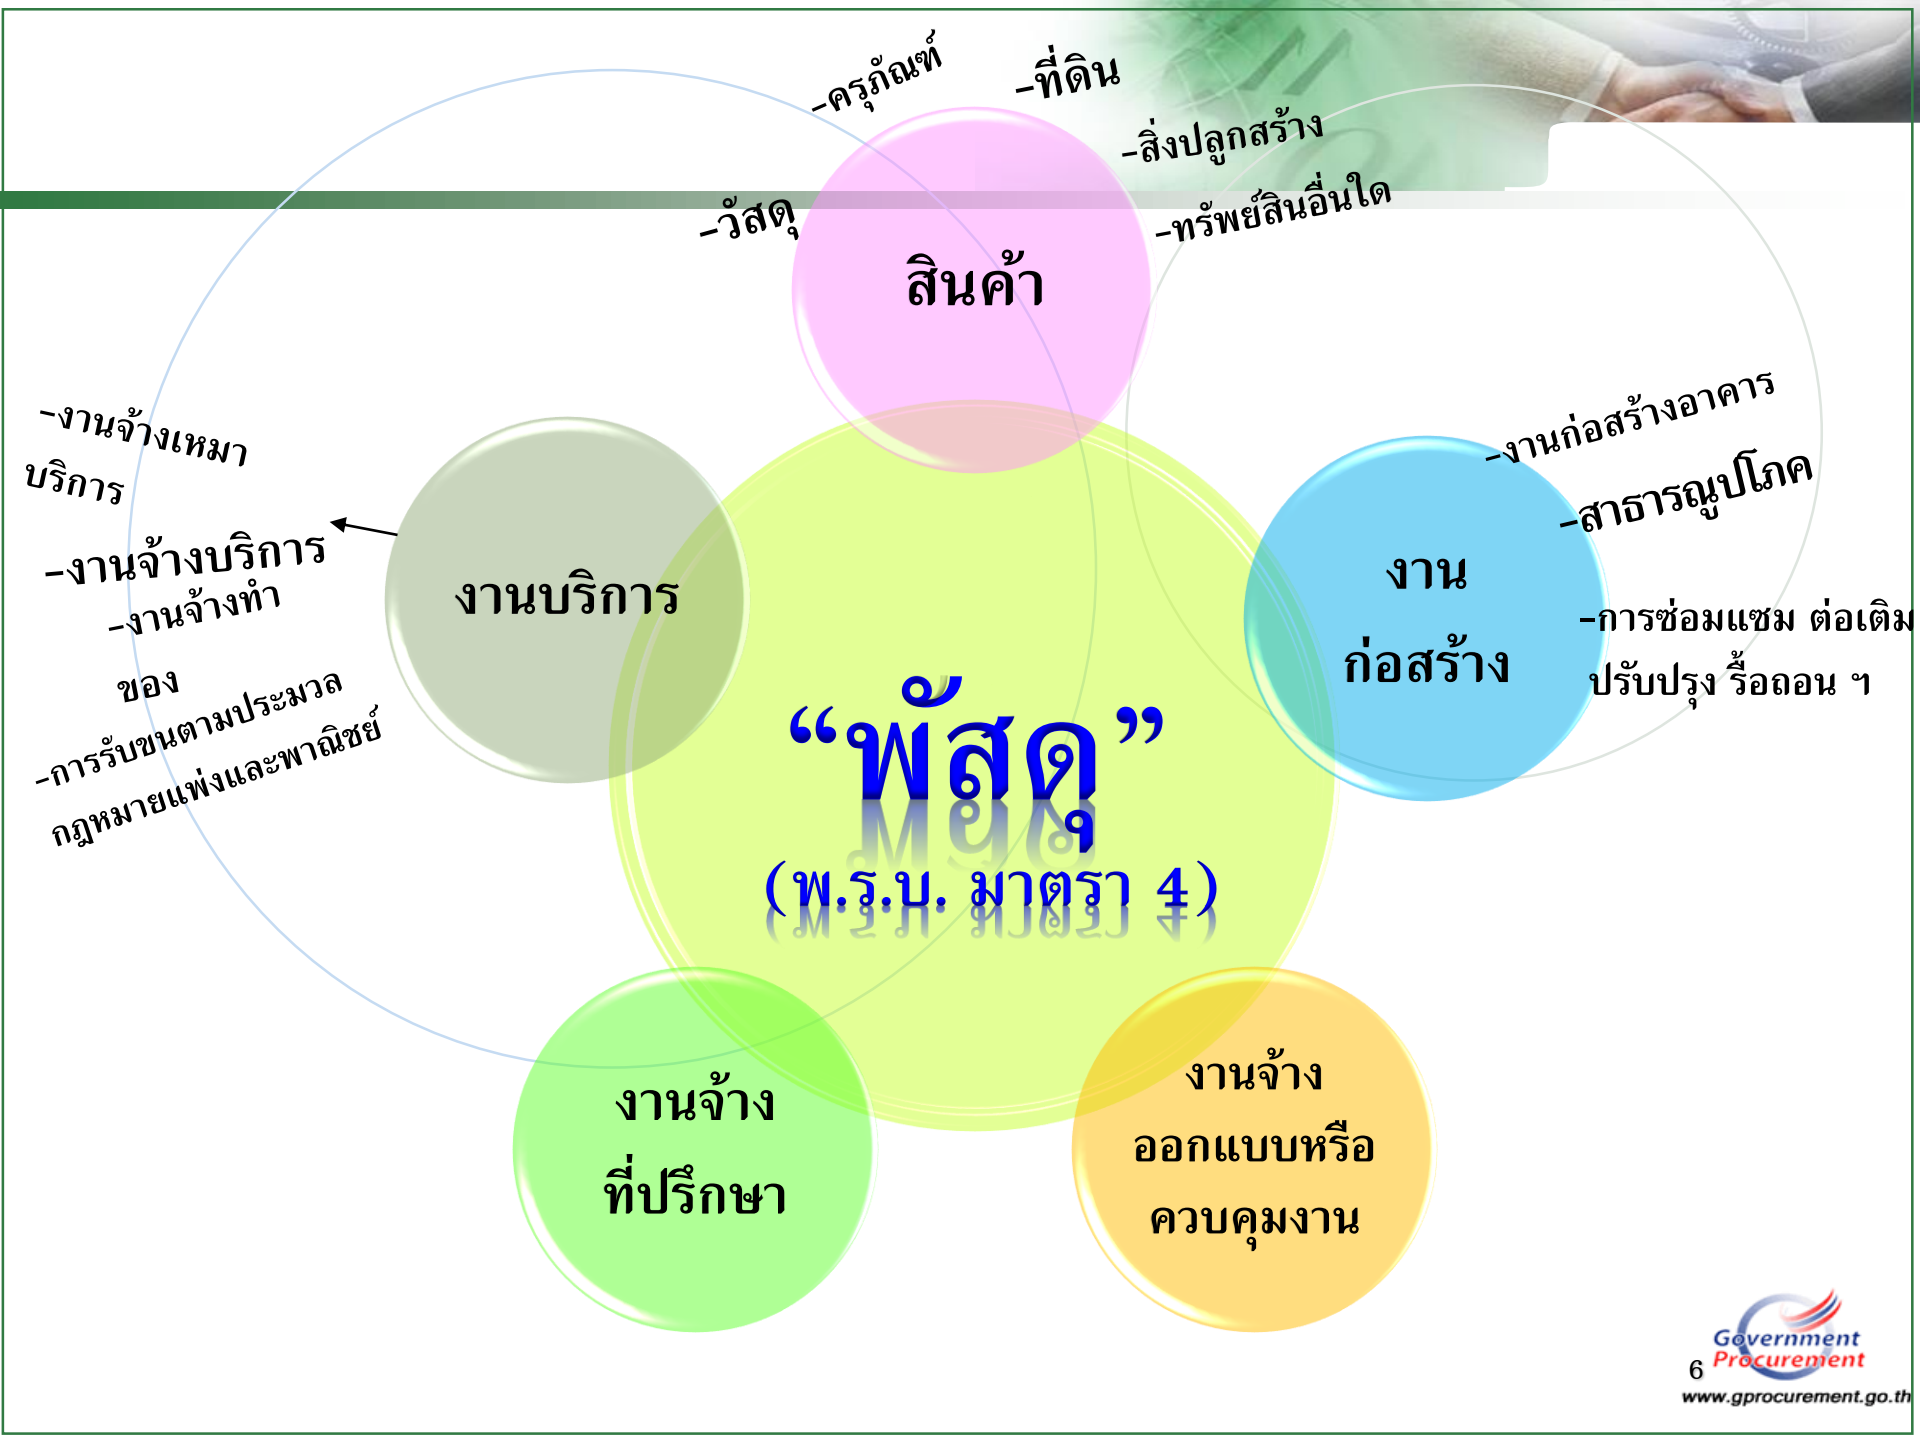 -ครุภัณฑ์
-ที่ดิน
-สิ่งปลูกสร้าง
-ทรัพย์สินอื่นใด
-วัสดุ
สินค้า
-งานจ้างเหมา
บริการ
-งานจ้างบริการ
-งานจ้างทำ
ของ
-การรับขนตามประมวล
กฎหมายแพ่งและพาณิชย์
งานบริการ
-งานก่อสร้างอาคาร
-สาธารณูปโภค
-การซ่อมแซม ต่อเติม
ปรับปรุง รื้อถอน ฯ
งาน
ก่อสร้าง
“พัสดุ”
(พ.ร.บ. มาตรา 4)
งานจ้าง
ที่ปรึกษา
งานจ้าง
ออกแบบหรือ
ควบคุมงาน
Government
Procurement
6
www.gprocurement.go.th